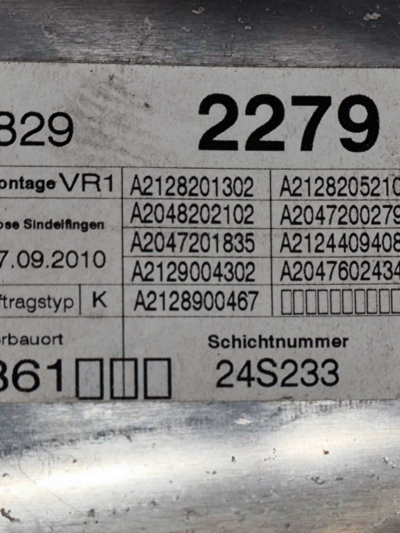 829 2279
ontage VR1 A2128201302 A2128205210
A2048202102 A2047200279
ose Sindelfingen A2047201835 A2124409408
7.09.2010 A2129004302 A2047602434
ftragstyp K A2128900467 □□□□□□□□□□
rbauort Schichtnummer
361□□□ 24S233